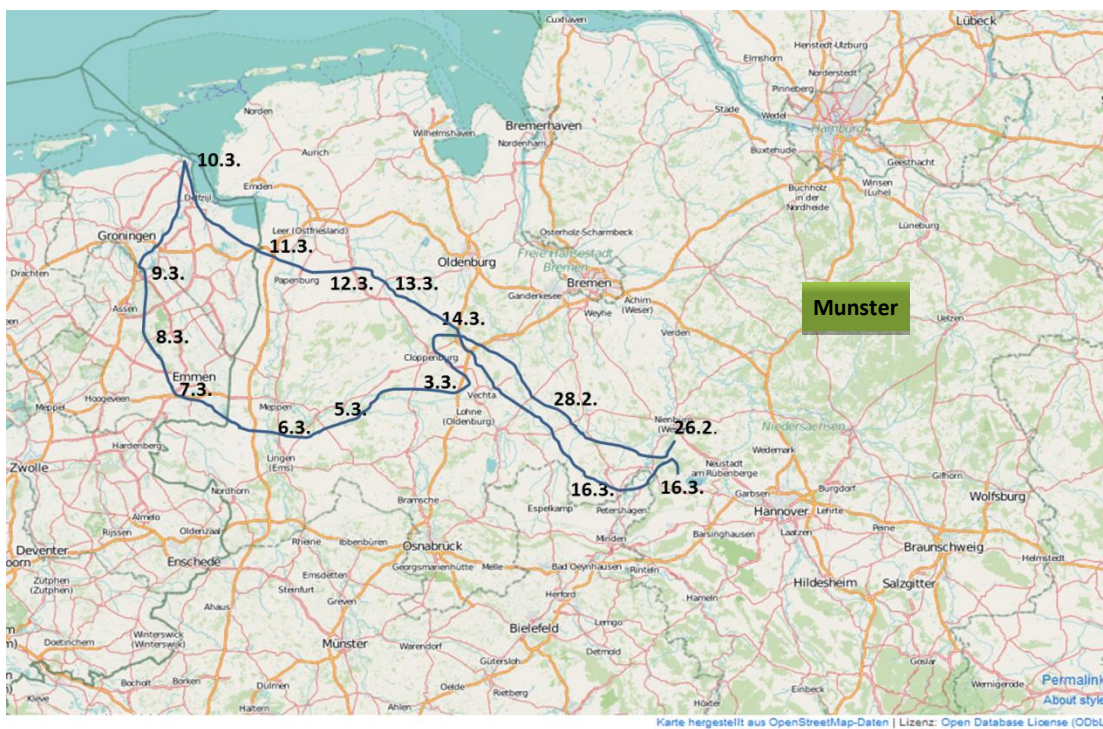 Cuxhaven
Lübeck
Elmshorn
Henstedt-Ulzburg
Norderstedt
Pinneberg
Wedel
Hamburg
Stade
Norden
Wilhelmshaven
Bremerhaven
Nordenham
Buxtehude
Geesthacht
10.3.
Aurich
Emden
Delfzijl
Buchholz
in der
Nordheide
Winsen
(Luhe)
Lüneburg
Groningen
Leer (Ostfriesland)
11.3.
Osterholz-Scharmbeck
Freie Hansestadt
Bremen
Oldenburg
Drachten
9.3.
Papenburg
12.3.
13.3.
Bremen
Ganderkesee
Achim
(Weser)
Weyhe
Munster
Assen
14.3.
Verden
Uelzen
8.3.
Cloppenburg
Emmen
7.3.
3.3.
Vechta
Hoogeveen
Meppel
Meppen
5.3.
Lohne
(Oldenburg)
28.2.
Nienburg
(We
26.2.
Niedersachsen
6.3.
Hardenberg
Lingen
(Ems)
Wedemark
Zwolle
Neustadt
am Rübenberge
Gifhorn
Nordhorn
16.3.
16.3.
Garbsen
Burgdorf
Wolfsburg
Bramsche
Espelkamp
Petershagen
Hannover
Lehrte
Almelo
Rijssen
Oldenzaal
Rheine
Ibbenbüren
Osnabrück
Minden
Barsinghausen
Laatzen
Peine
Braunschweig
Helmstedt
Deventer
oorn
Enschede
Georgsmarienhütte
Melle
Bad Oeynhausen
Rinteln
Zütphen
(Zutphen)
Emsdetten
Steinfurt
Greven
Herford
Hameln
Hildesheim
Salzgitter
Ahaus
Bielefeld
Lemgo
Doetinchem
Winterswijk
(Winterswijk)
Münster
Warendorf
Detmold
Gütersloh
Goslar
Bocholt
Borken
Dülmen
Oelde
Rietberg
Einbeck
Wernigerode
Permalink
About style
Kleve
Haltern
Ahlen
Höxter
Karte hergestellt aus OpenStreetMap-Daten | Lizenz: Open Database License (ODbL